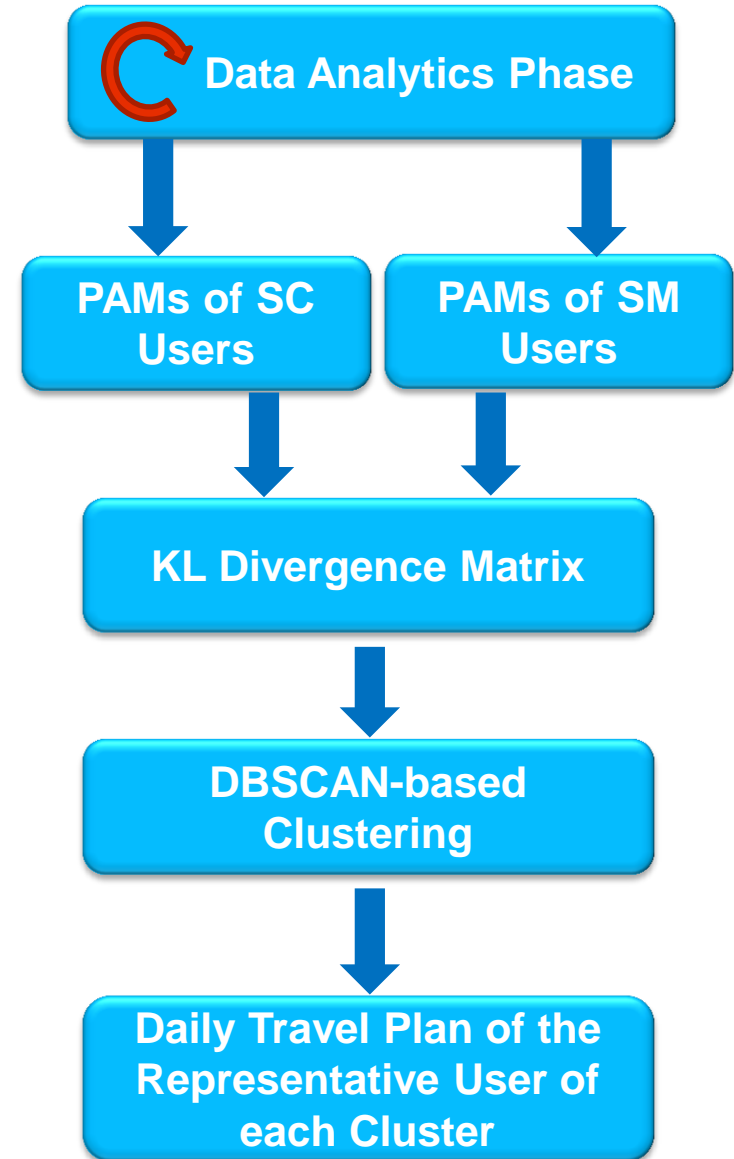 Data Analytics Phase
PAMs of SC
Users
PAMs of SM
Users
KL Divergence Matrix
DBSCAN-based
Clustering
Daily Travel Plan of the
Representative User of
each Cluster